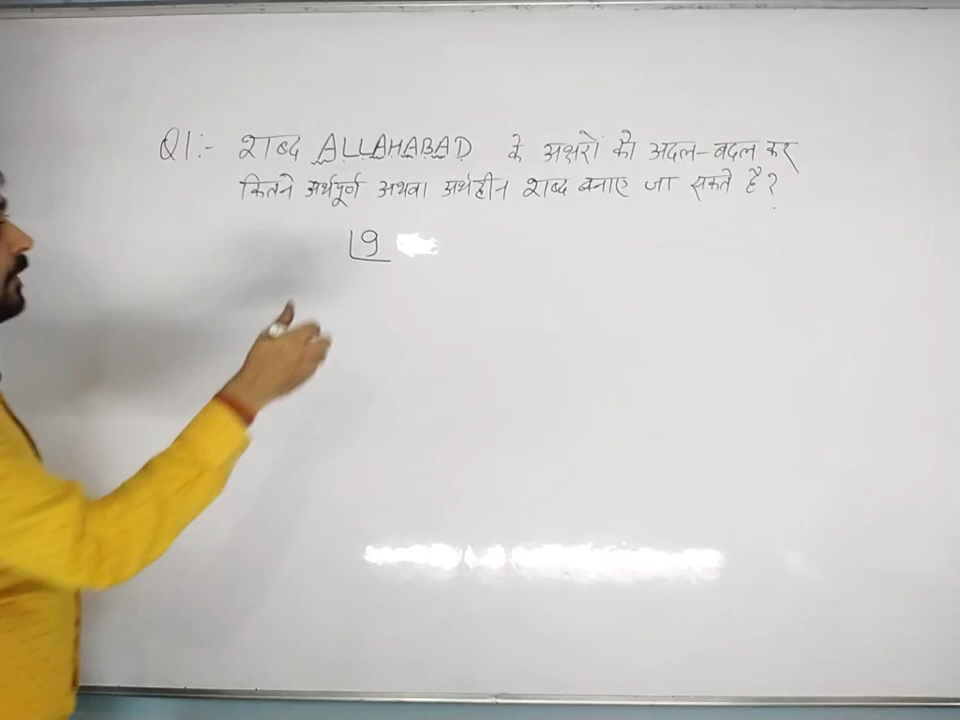 Q1:- शब्द ALLAHABAD के अक्षरों को अदल-बदल कर
कितने अर्थपूर्ण अथवा अर्थहीन शब्द बनाए जा सकते है?
|9